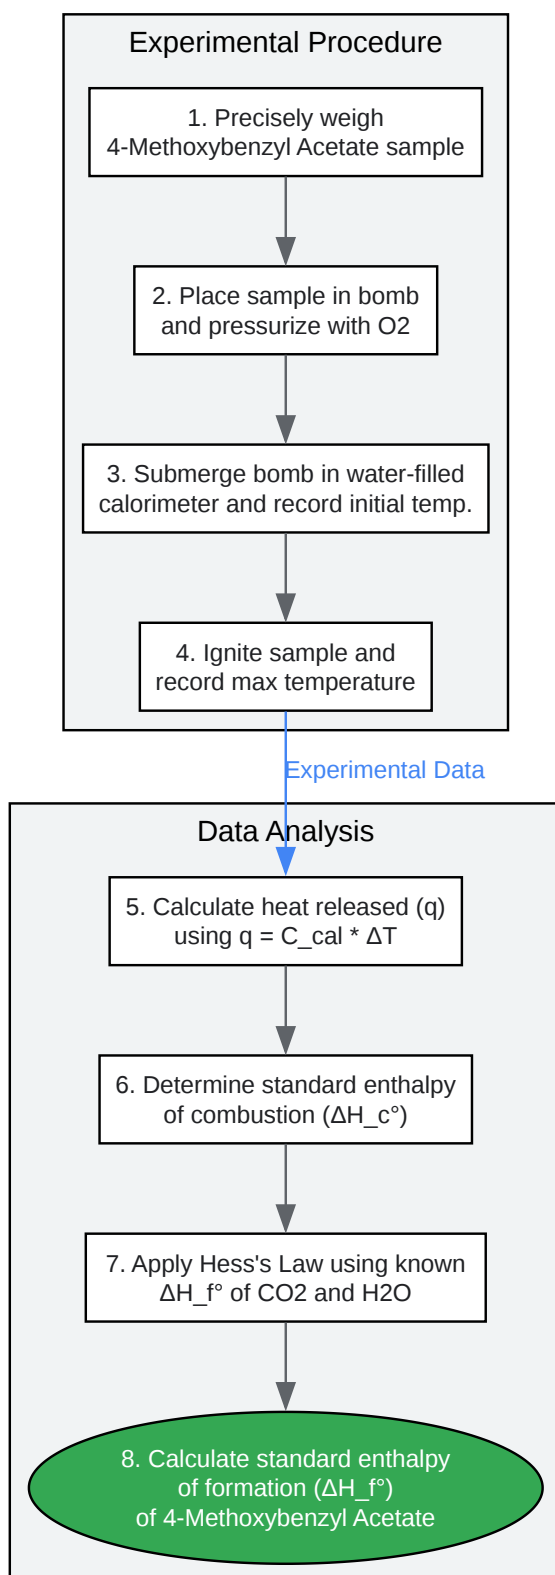 Experimental Procedure
1. Precisely weigh
4-Methoxybenzyl Acetate sample
2. Place sample in bomb
and pressurize with O2
3. Submerge bomb in water-filled
calorimeter and record initial temp.
4. Ignite sample and
record max temperature
Experimental Data
Data Analysis
5. Calculate heat released (q)
using q = C_cal * ΔT
6. Determine standard enthalpy
of combustion (ΔH_c°)
7. Apply Hess's Law using known
ΔH_f° of CO2 and H2O
8. Calculate standard enthalpy
of formation (ΔH_f°)
of 4-Methoxybenzyl Acetate